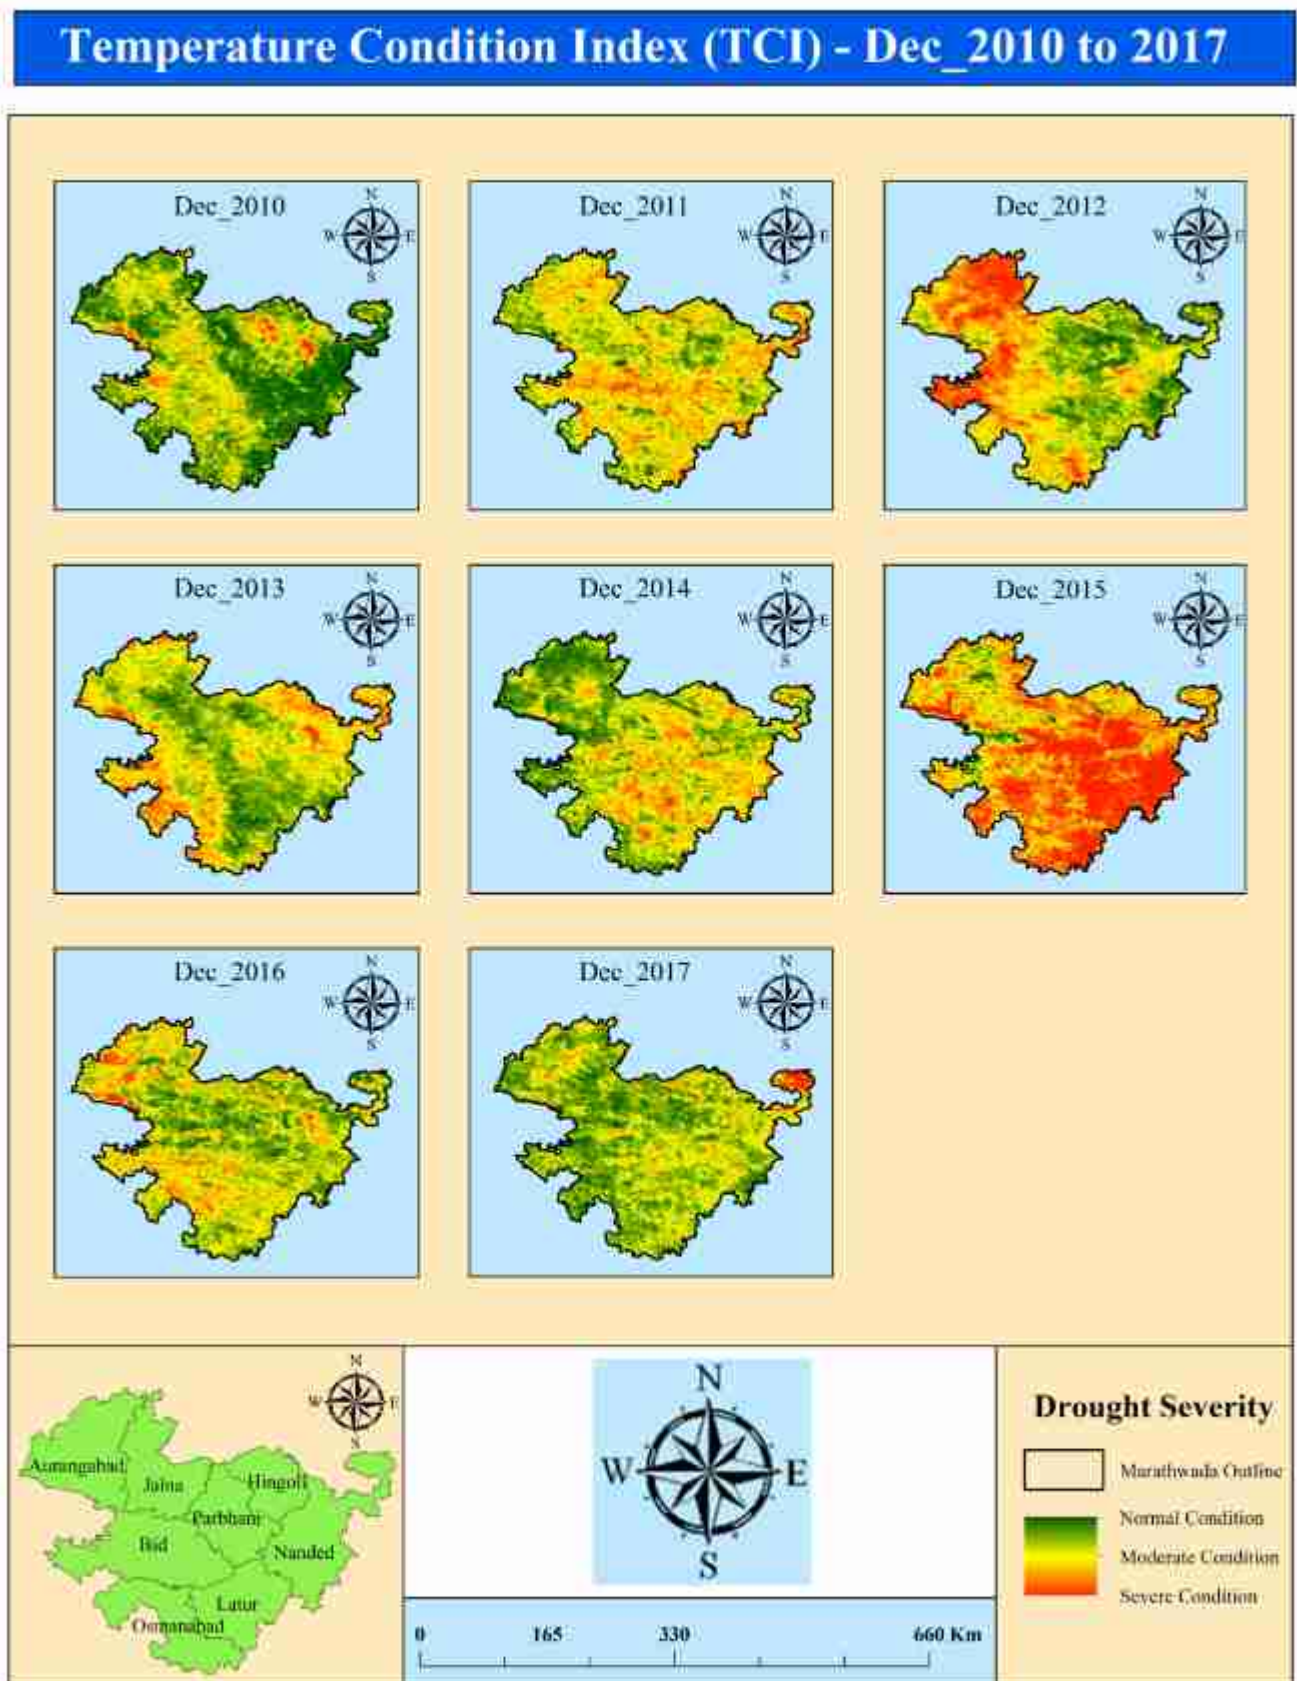 Temperature Condition Index (TCI) - Dec_2010 to 2017
Dec_2010
N
W E
S
Dec_2011
N
W E
S
Dec_2012
N
W E
S
Dec_2013
N
W E
S
Dec_2014
N
W E
S
Dec_2015
N
W E
S
Dec_2016
N
W E
S
Dec_2017
N
W E
S
N
W E
S
Aurangabad
Jalna
Hingoli
Parbhani
Bid
Nanded
Latur
Osmanabad
N
W E
S
0 165 330 660 Km
Drought Severity
Marathwada Outline
Normal Condition
Moderate Condition
Severe Condition